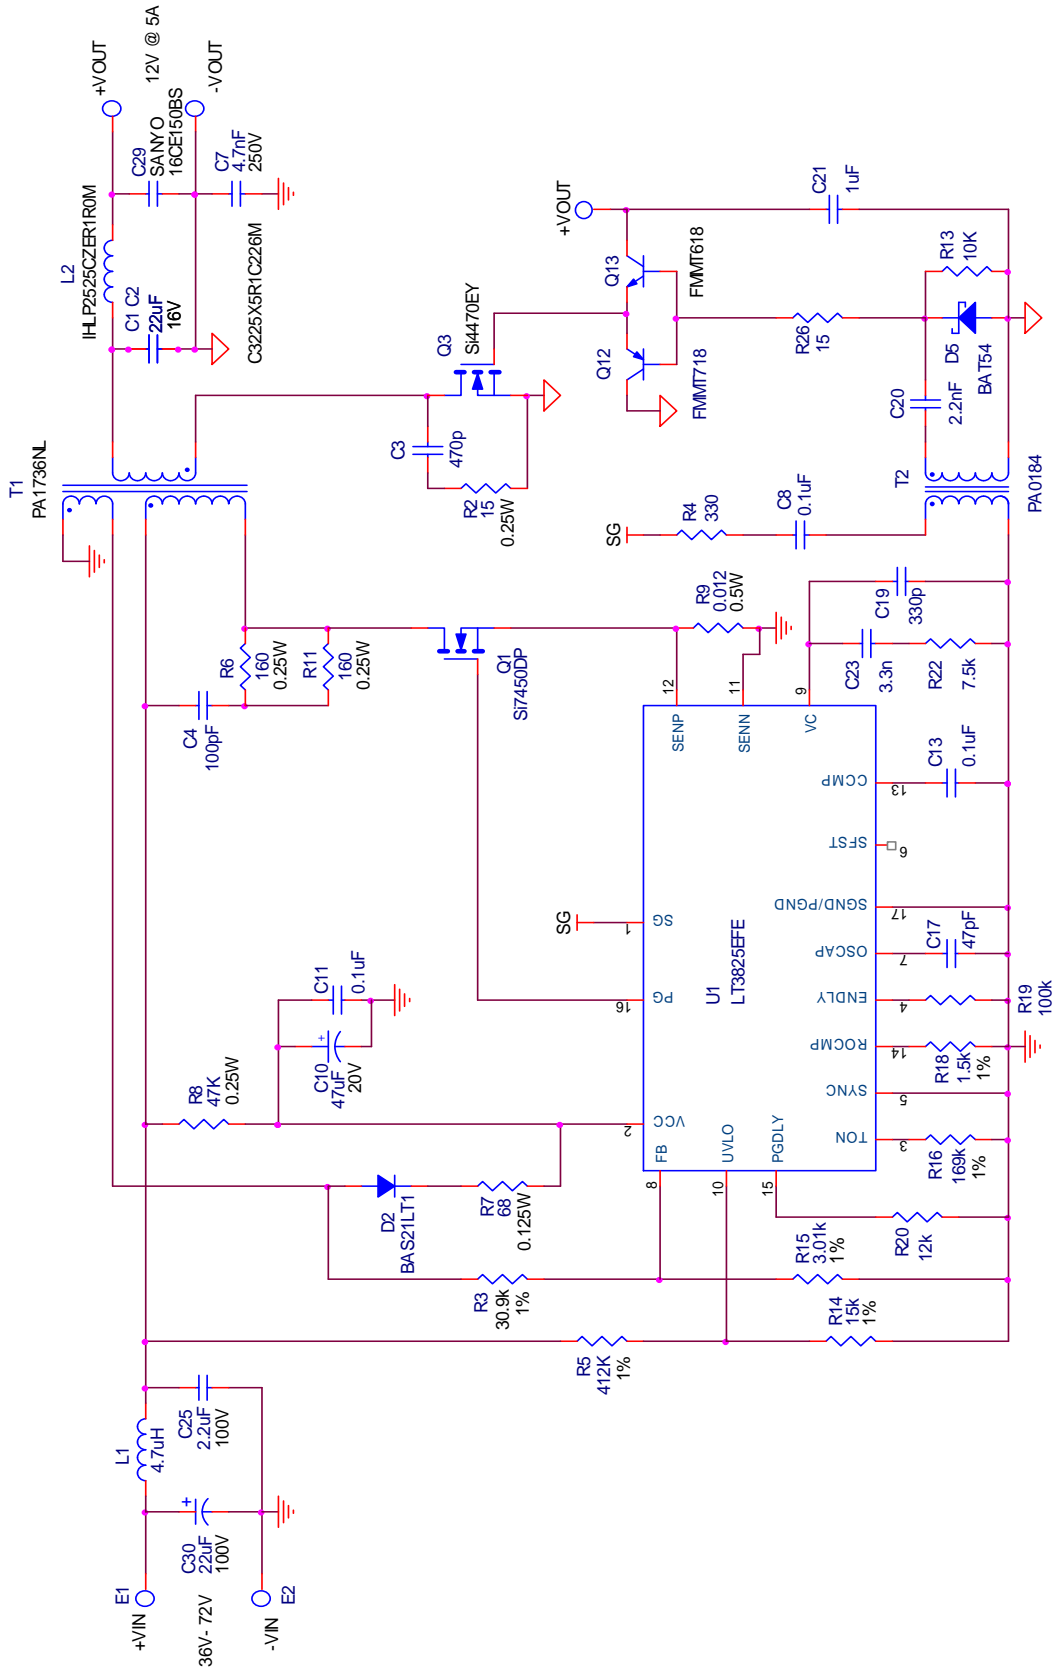 +VIN
E1
36V- 72V
-VIN
E2
C30
22uF
100V
L1
4.7uH
C25
2.2uF
100V
R5
412K
1%
R14
15k
1%
R3
30.9k
1%
R15
3.01k
1%
D2
BAS21LT1
R7
68
0.125W
R8
47K
0.25W
C10
47uF
20V
+
C11
0.1uF
R20
12k
R16
169k
1%
R18
1.5k
1%
R19
100k
C17
47pF
C13
0.1uF
U1
LT3825EFE
FB
8
UVLO
10
PGDLY
15
VCC
2
PG
16
SG
1
SG
TON
3
SYNC
5
ROCMP
14
ENDLY
4
OSCAP
7
SGND/PGND
17
SFST
6
CCMP
13
SENP
12
SENN
11
VC
9
C4
100pF
R6
160
0.25W
R11
160
0.25W
Q1
Si7450DP
R9
0.012
0.5W
C23
3.3n
R22
7.5k
C19
330p
T1
PA1736NL
SG
R4
330
C8
0.1uF
T2
PA0184
C3
470p
R2
15
0.25W
Q3
Si4470EY
C20
2.2nF
D5
BAT54
R13
10K
R26
15
Q12
FMMT718
Q13
FMMT618
+VOUT
C21
1uF
C1 C2
22uF
16V
C3225X5R1C226M
L2
IHLP2525CZER1R0M
C29
SANYO
16CE150BS
C7
4.7nF
250V
+VOUT
12V @ 5A
-VOUT
+